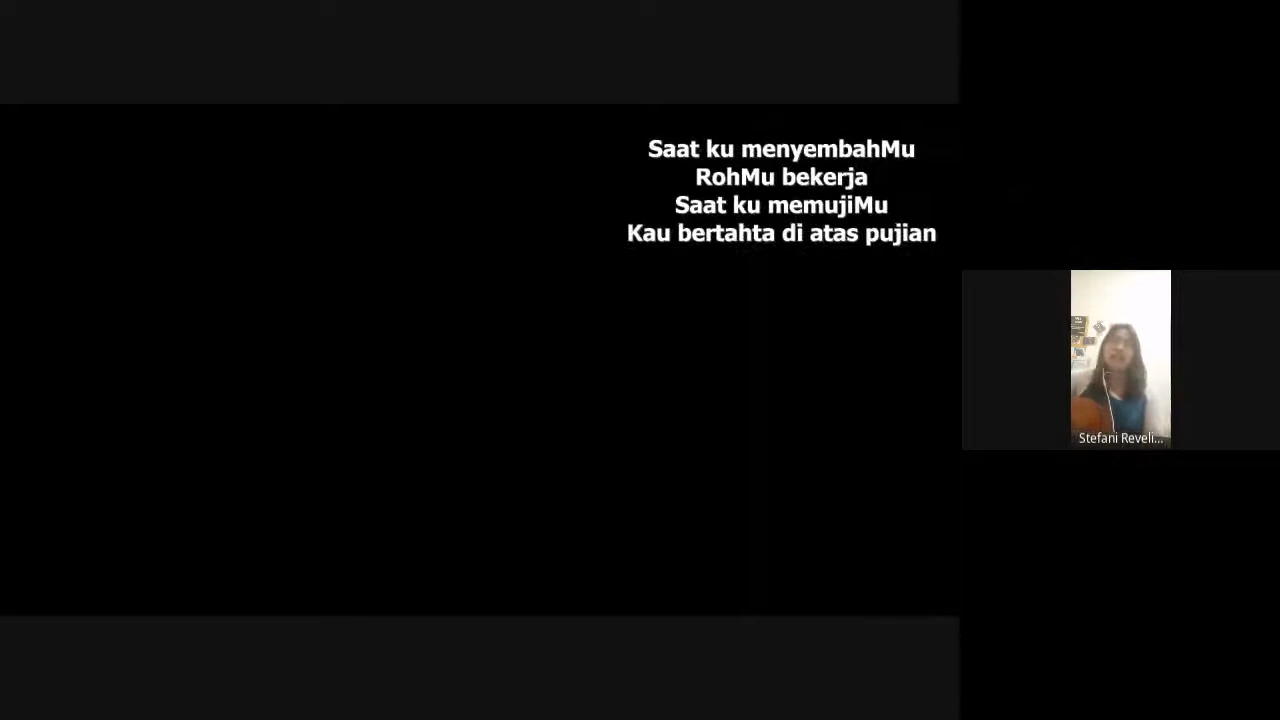 Saat ku menyembahMu
RohMu bekerja
Saat ku memujiMu
Kau bertahta di atas pujian
Stefani Reveli...